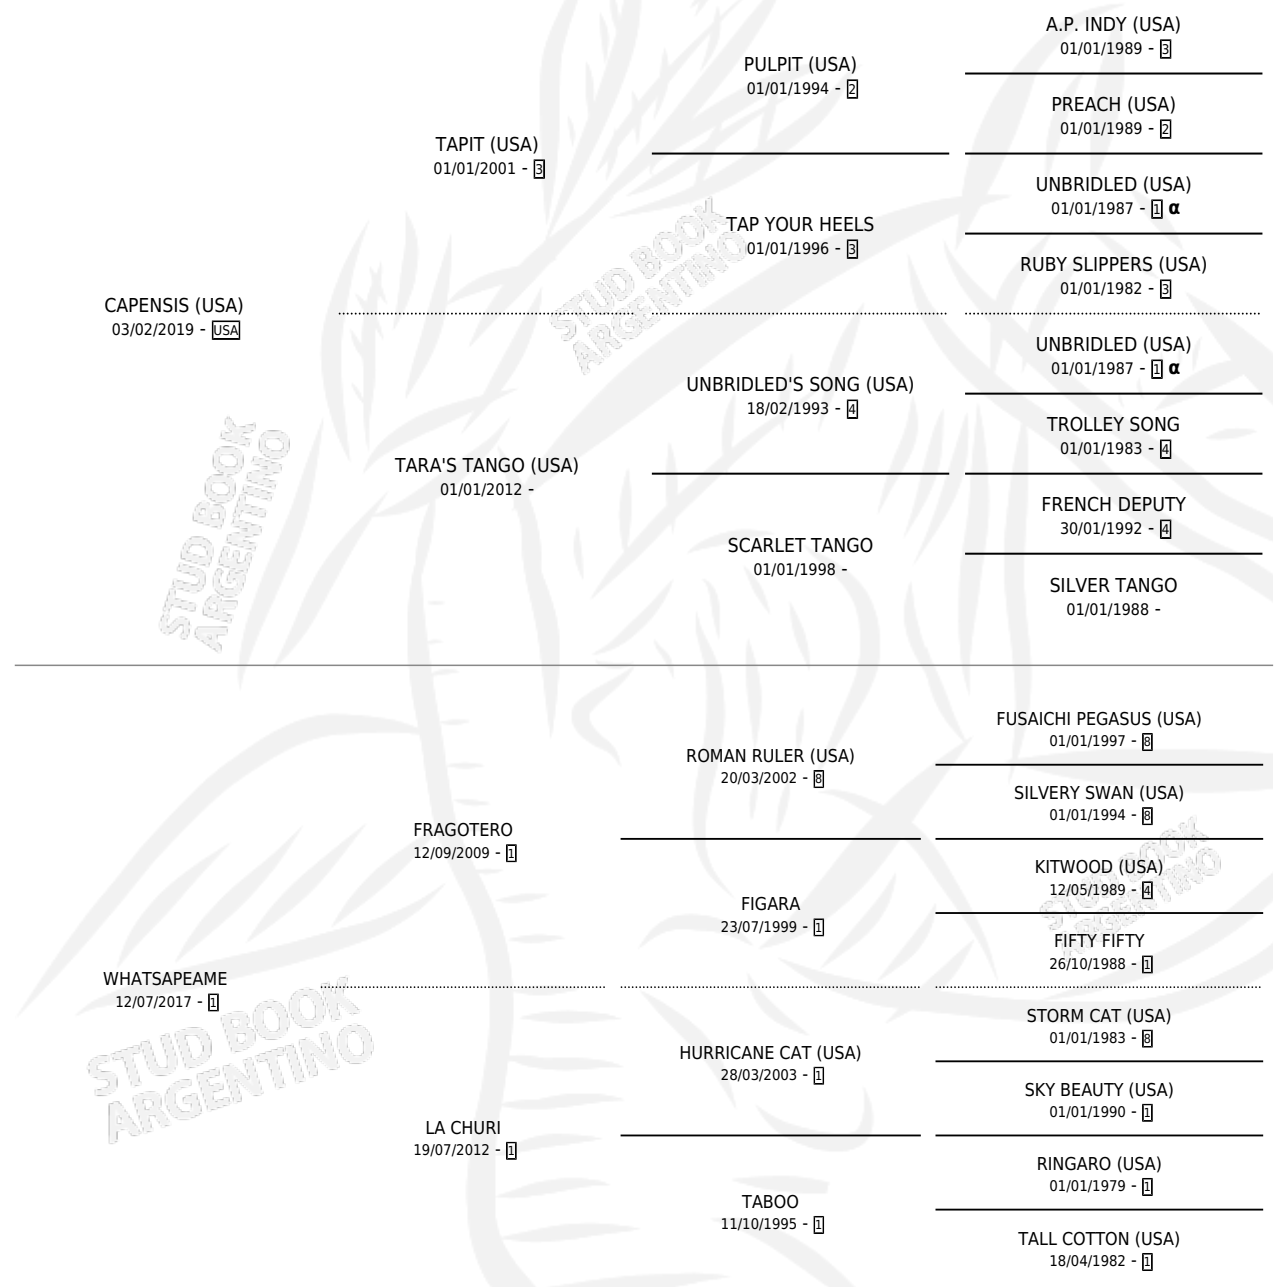 A.P. INDY (USA)
01/01/1989 - 3
PULPIT (USA)
01/01/1994 - 2
PREACH (USA)
01/01/1989 - 2
TAPIT (USA)
01/01/2001 - 3
UNBRIDLED (USA)
01/01/1987 - 1 α
TAP YOUR HEELS
01/01/1996 - 3
RUBY SLIPPERS (USA)
01/01/1982 - 3
CAPENSIS (USA)
03/02/2019 - USA
UNBRIDLED (USA)
01/01/1987 - 1 α
UNBRIDLED'S SONG (USA)
18/02/1993 - 4
TROLLEY SONG
01/01/1983 - 4
TARA'S TANGO (USA)
01/01/2012 -
FRENCH DEPUTY
30/01/1992 - 4
SCARLET TANGO
01/01/1998 -
SILVER TANGO
01/01/1988 -
FUSAICHI PEGASUS (USA)
01/01/1997 - 8
ROMAN RULER (USA)
20/03/2002 - 8
SILVERY SWAN (USA)
01/01/1994 - 8
FRAGOTERO
12/09/2009 - 1
KITWOOD (USA)
12/05/1989 - 4
FIGARA
23/07/1999 - 1
FIFTY FIFTY
26/10/1988 - 1
WHATSAPEAME
12/07/2017 - 1
STORM CAT (USA)
01/01/1983 - 8
HURRICANE CAT (USA)
28/03/2003 - 1
SKY BEAUTY (USA)
01/01/1990 - 1
LA CHURI
19/07/2012 - 1
RINGARO (USA)
01/01/1979 - 1
TABOO
11/10/1995 - 1
TALL COTTON (USA)
18/04/1982 - 1
STUD BOOK
ARGENTINO
STUD BOOK
ARGENTINO
STUD BOOK
ARGENTINO
STUD BOOK
ARGENTINO